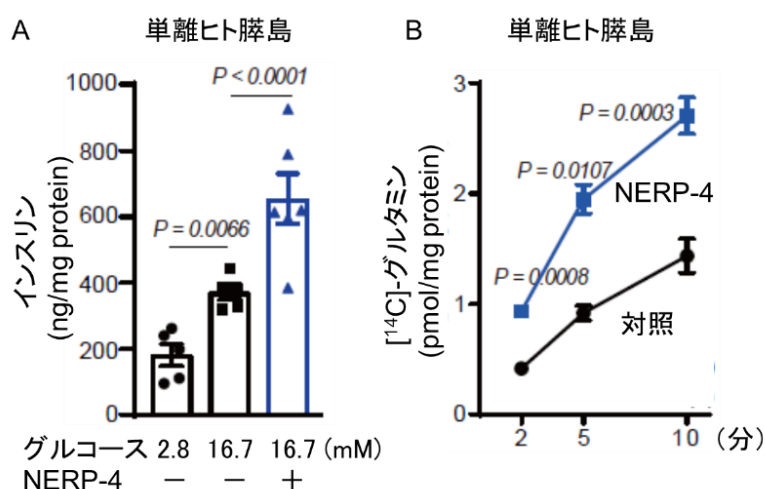 A 単離ヒト膵島
インスリン
(ng/mg protein)
1000
800
600
400
200
0
P < 0.0001
P = 0.0066
グルコース 2.8 16.7 16.7 (mM)
NERP-4 − − +
B 単離ヒト膵島
[¹⁴C]-グルタミン
(pmol/mg protein)
3
2
1
0
P = 0.0003
P = 0.0107
NERP-4
P = 0.0008
対照
2 5 10 (分)